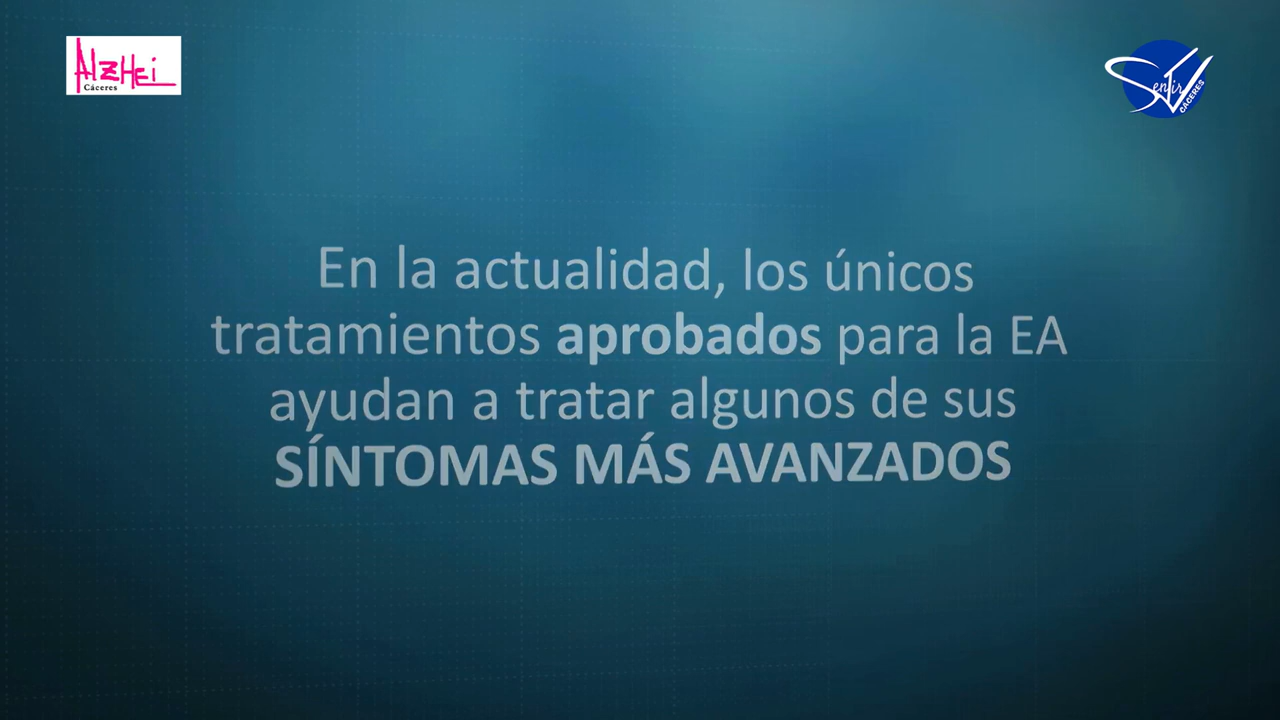 Alzhei
Cáceres
Sentir
TV
CÁCERES
En la actualidad, los únicos
tratamientos aprobados para la EA
ayudan a tratar algunos de sus
SÍNTOMAS MÁS AVANZADOS